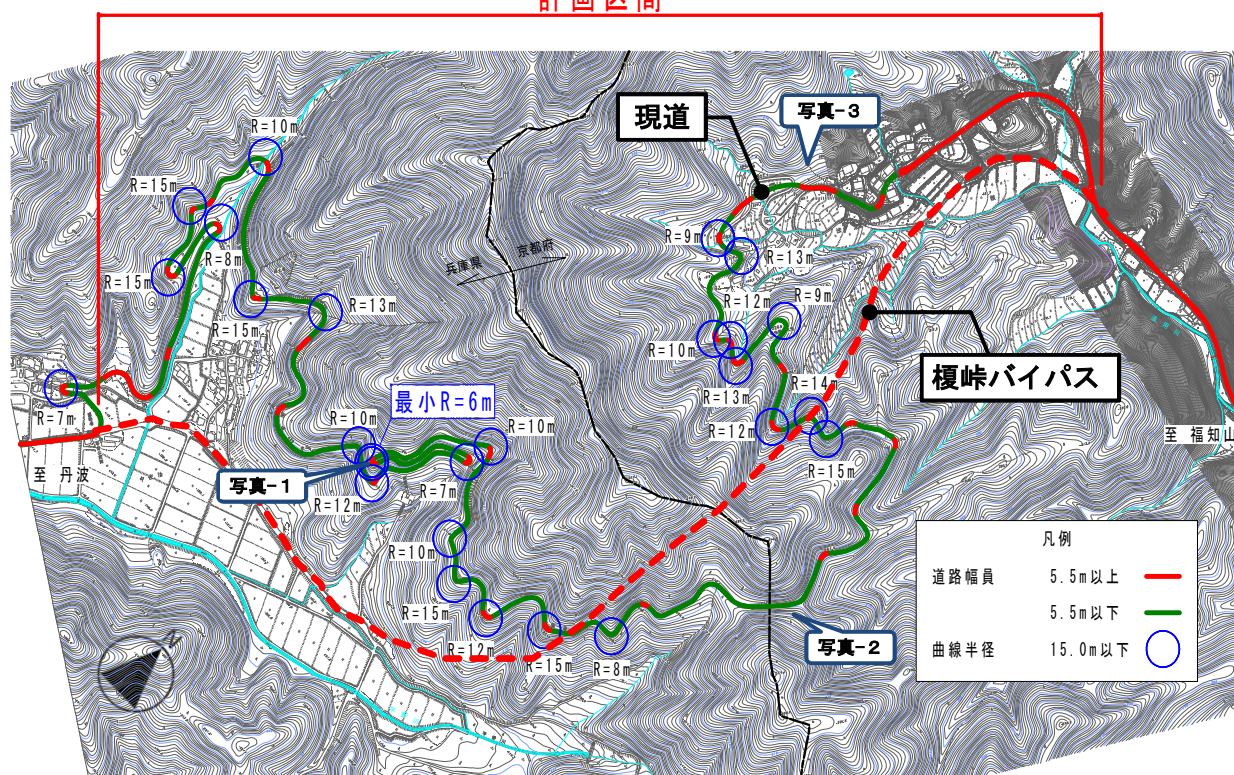 計画区間
現道
写真-3
R=10m
R=15m
R=8m
R=15m
R=15m
R=13m
R=9m
R=13m
兵庫県
京都府
R=12m
R=9m
R=10m
R=13m
R=14m
R=12m
R=15m
榎峠バイパス
R=7m
最小R=6m
R=10m
R=10m
至 丹波
写真-1
R=12m
R=7m
至 福知山
R=10m
R=15m
R=12m
R=15m
R=8m
写真-2
凡例
道路幅員 5.5m以上
5.5m以下
曲線半径 15.0m以下
N